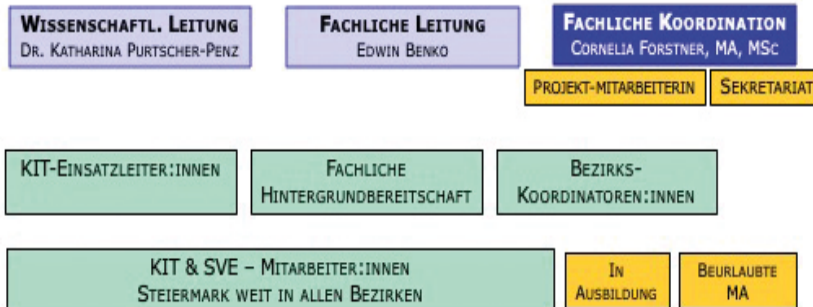 WISSENSCHAFTL. LEITUNG
DR. KATHARINA PURTSCHER-PENZ
FACHLICHE LEITUNG
EDWIN BENKO
FACHLICHE KOORDINATION
CORNELIA FORSTNER, MA, MSc
PROJEKT-MITARBEITERIN
SEKRETARIAT
KIT-EINSATZLEITER:INNEN
FACHLICHE
HINTERGRUNDBEREITSCHAFT
BEZIRKS-
KOORDINATOREN:INNEN
KIT & SVE – MITARBEITER:INNEN
STEIERMARK WEIT IN ALLEN BEZIRKEN
IN
AUSBILDUNG
BEURLAUBTE
MA